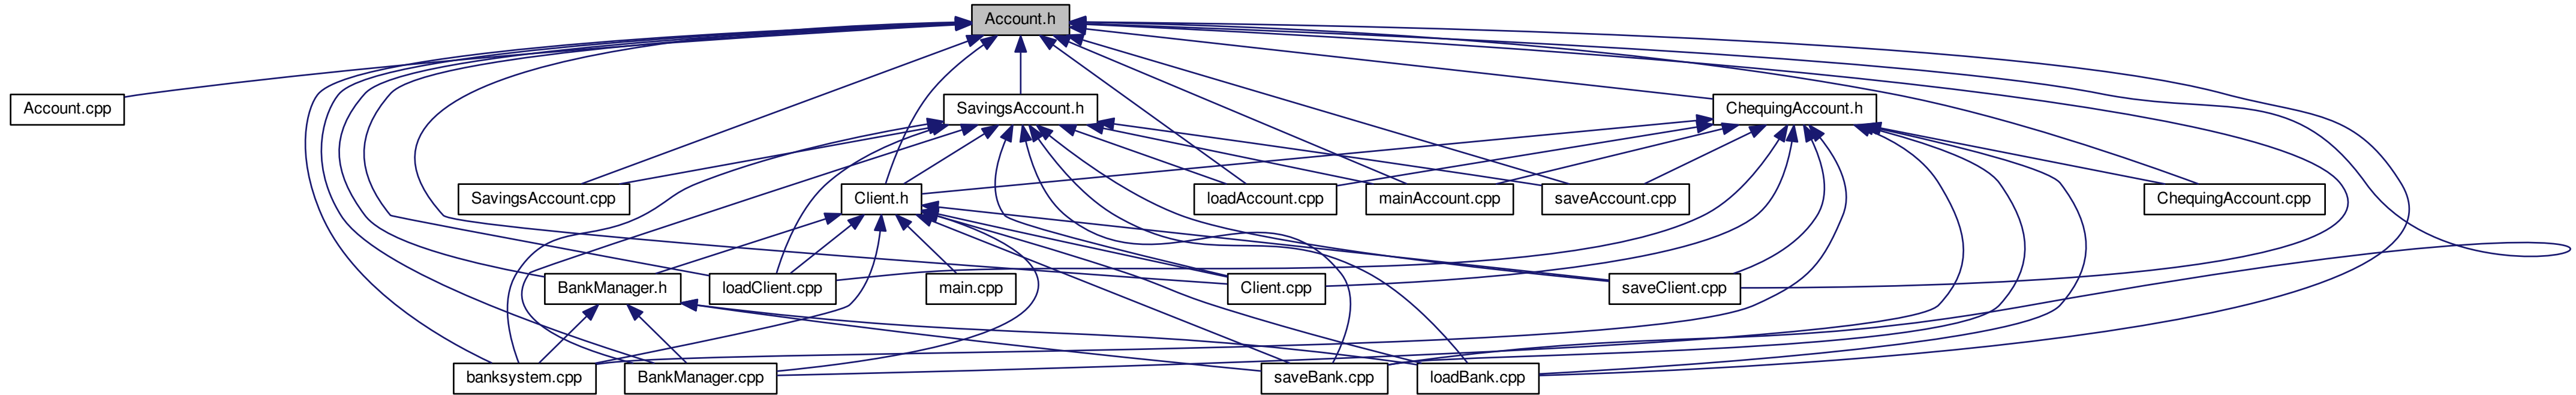 Account.h
Account.cpp
SavingsAccount.h
ChequingAccount.h
SavingsAccount.cpp
Client.h
loadAccount.cpp
mainAccount.cpp
saveAccount.cpp
ChequingAccount.cpp
BankManager.h
loadClient.cpp
main.cpp
Client.cpp
saveClient.cpp
banksystem.cpp
BankManager.cpp
saveBank.cpp
loadBank.cpp